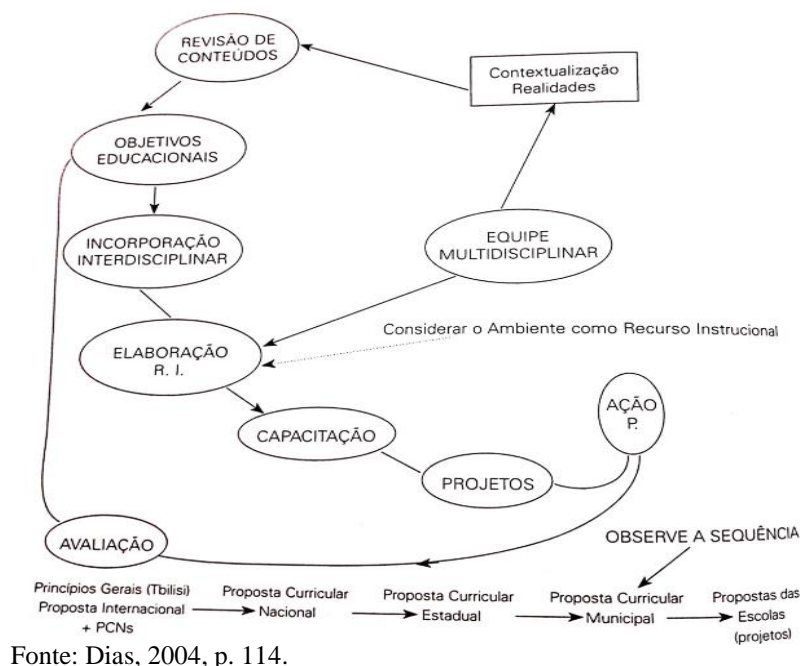 REVISÃO DE
CONTEÚDOS
Contextualização
Realidades
OBJETIVOS
EDUCACIONAIS
INCORPORAÇÃO
INTERDISCIPLINAR
EQUIPE
MULTIDISCIPLINAR
Considerar o Ambiente como Recurso Instrucional
ELABORAÇÃO
R. I.
AÇÃO
P.
CAPACITAÇÃO
PROJETOS
AVALIAÇÃO
OBSERVE A SEQUÊNCIA
Princípios Gerais (Tbilisi)
Proposta Internacional
+ PCNs
Proposta Curricular
Nacional
Proposta Curricular
Estadual
Proposta Curricular
Municipal
Propostas das
Escolas
(projetos)
Fonte: Dias, 2004, p. 114.